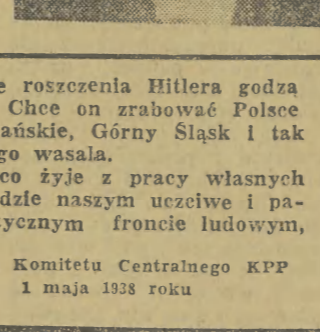 e roszczenia Hitlera godzą
Chce on zrabować Polsce
ańskie, Górny Śląsk i tak
go wasala.
co żyje z pracy własnych
dzie naszym uczciwe i pa-
ycznym froncie ludowym,
Komitetu Centralnego KPP
1 maja 1938 roku